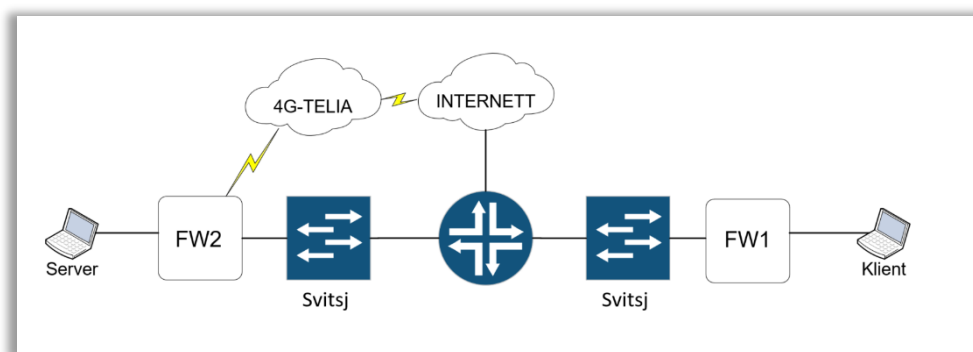 4G-TELIA
INTERNETT
Server
FW2
Svitsj
Svitsj
FW1
Klient